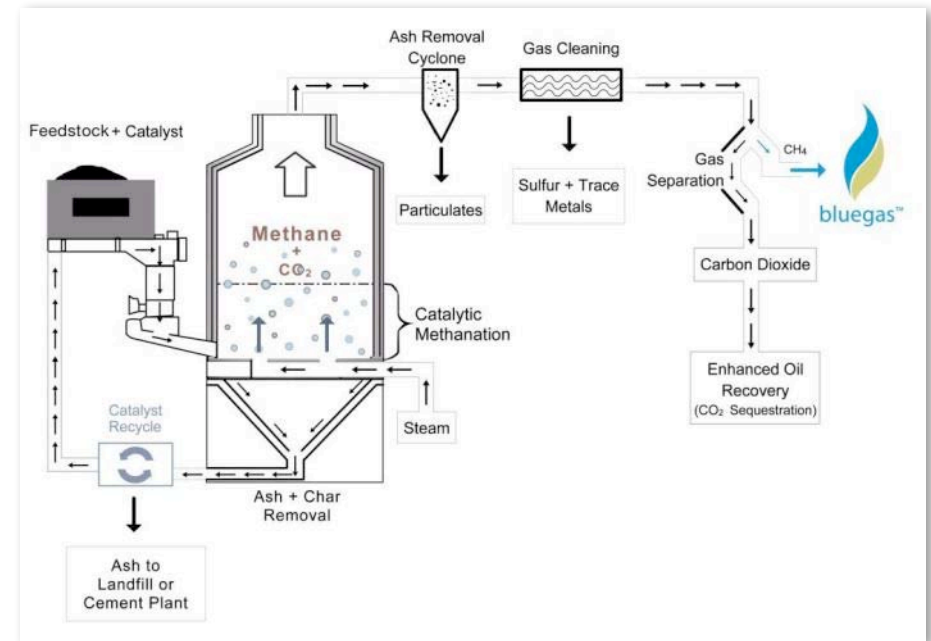 Ash Removal
Cyclone
Gas Cleaning
Feedstock + Catalyst
CH₄
Gas
Separation
bluegas™
Particulates
Sulfur + Trace
Metals
Methane
+
CO₂
Carbon Dioxide
Catalytic
Methanation
Enhanced Oil
Recovery
(CO₂ Sequestration)
Catalyst
Recycle
Steam
Ash + Char
Removal
Ash to
Landfill or
Cement Plant